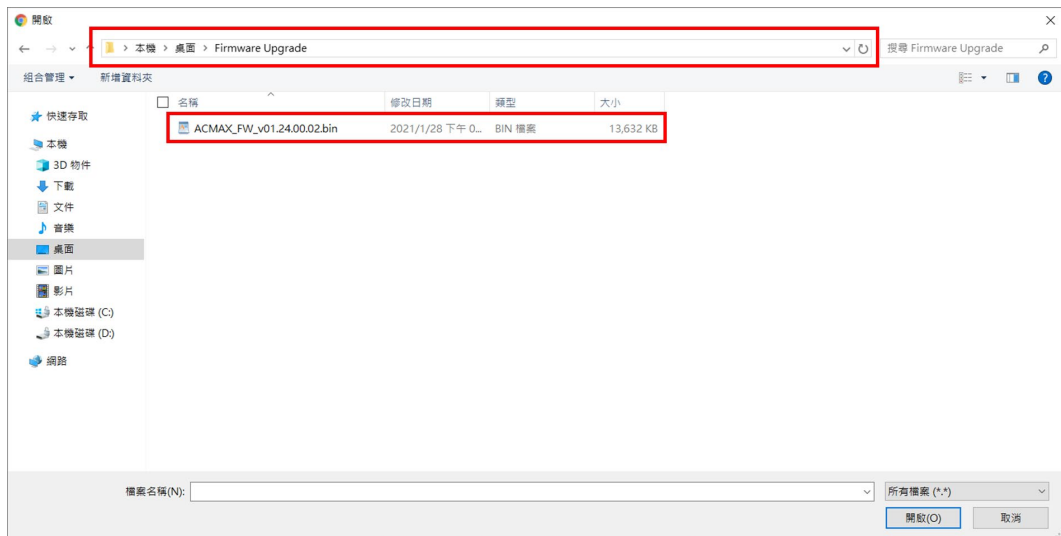 開啟
本機 > 桌面 > Firmware Upgrade
搜尋 Firmware Upgrade
組合管理 新增資料夾
名稱 修改日期 類型 大小
ACMAX_FW_v01.24.00.02.bin 2021/1/28 下午 0... BIN 檔案 13,632 KB
快速存取
本機
3D 物件
下載
文件
音樂
桌面
圖片
影片
本機磁碟 (C:)
本機磁碟 (D:)
網路
檔案名稱(N):
所有檔案 (*.*)
開啟(O) 取消